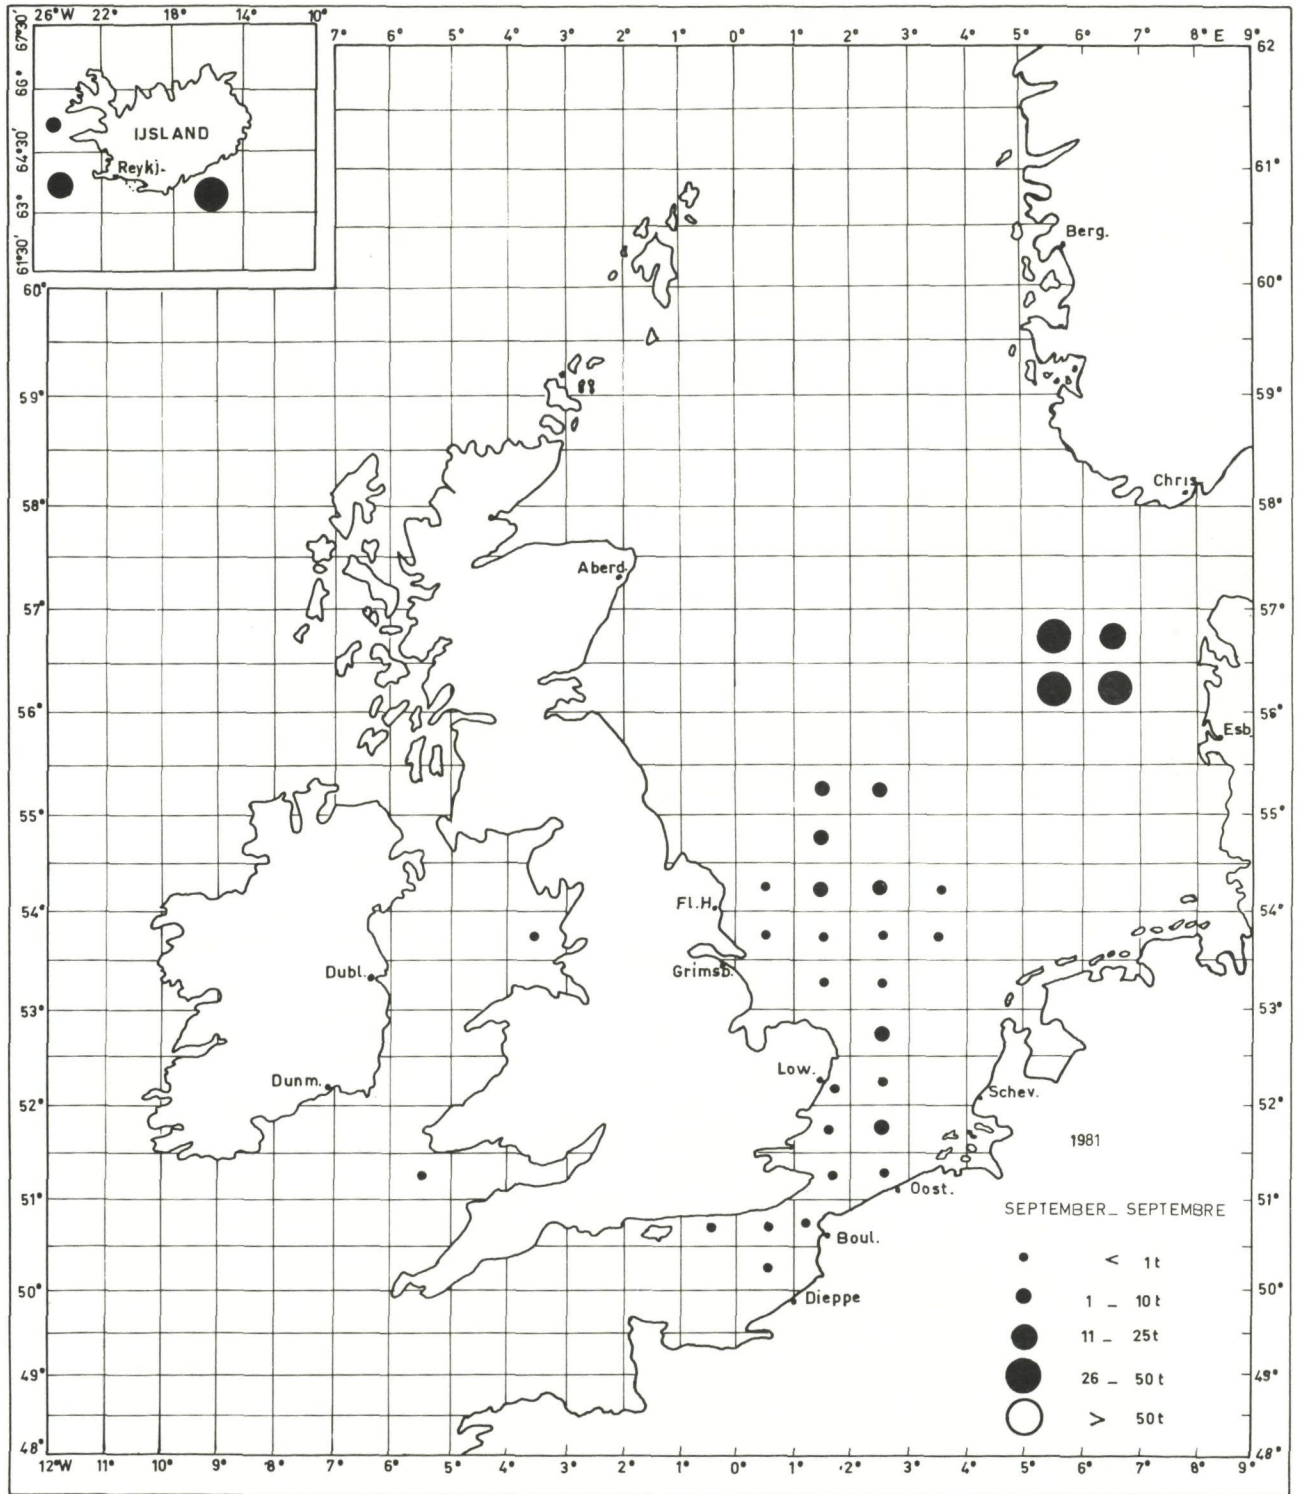 26°W 22° 18° 14° 10°
67°30'
66°
64°30'
63°
61°30'
IJSLAND
Reykj.
7° 6° 5° 4° 3° 2° 1° 0° 1° 2° 3° 4° 5° 6° 7° 8° E 9°
62
61°
60° 60°
59° 59°
58° 58°
57° 57°
56° 56°
55° 55°
54° 54°
53° 53°
52° 52°
51° 51°
50° 50°
49° 49°
48° 48°
Berg.
Chris
Aberd.
Esb.
Fl.H.
Dubl.
Grimsb.
Low.
Dunm.
Schev.
Oost.
Boul.
Dieppe
1981
SEPTEMBER_ SEPTEMBRE
< 1t
1 _ 10t
11 _ 25t
26 _ 50t
> 50t
12°W 11° 10° 9° 8° 7° 6° 5° 4° 3° 2° 1° 0° 1° 2° 3° 4° 5° 6° 7° 8° 9°